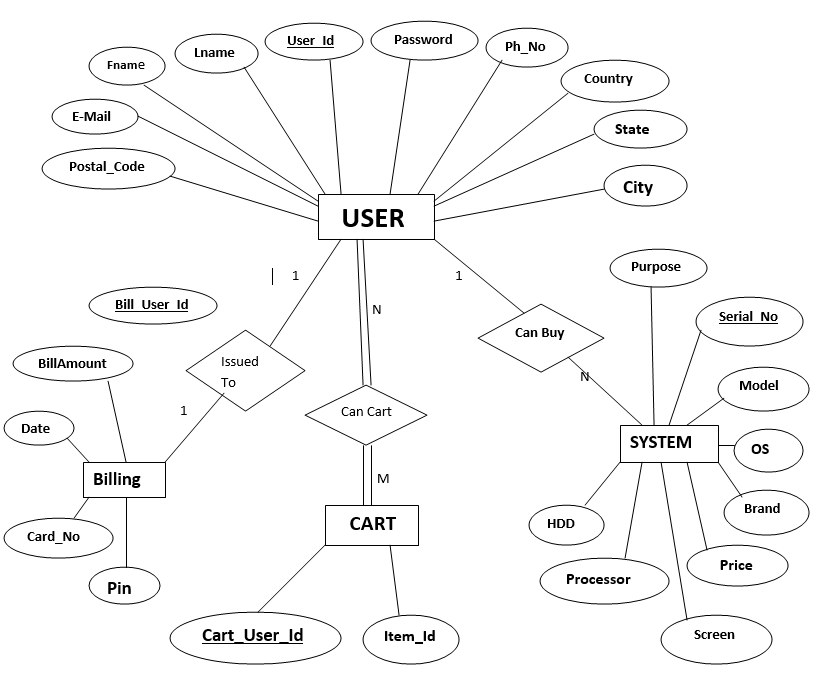 Fname
Lname
User_Id
Password
Ph_No
Country
E-Mail
State
Postal_Code
City
USER
1
N
1
Purpose
Bill_User_Id
Serial_No
BillAmount
Issued
To
Can Buy
N
Model
1
Can Cart
Date
SYSTEM
OS
Billing
M
CART
Brand
HDD
Card_No
Price
Processor
Pin
Cart_User_Id
Item_Id
Screen